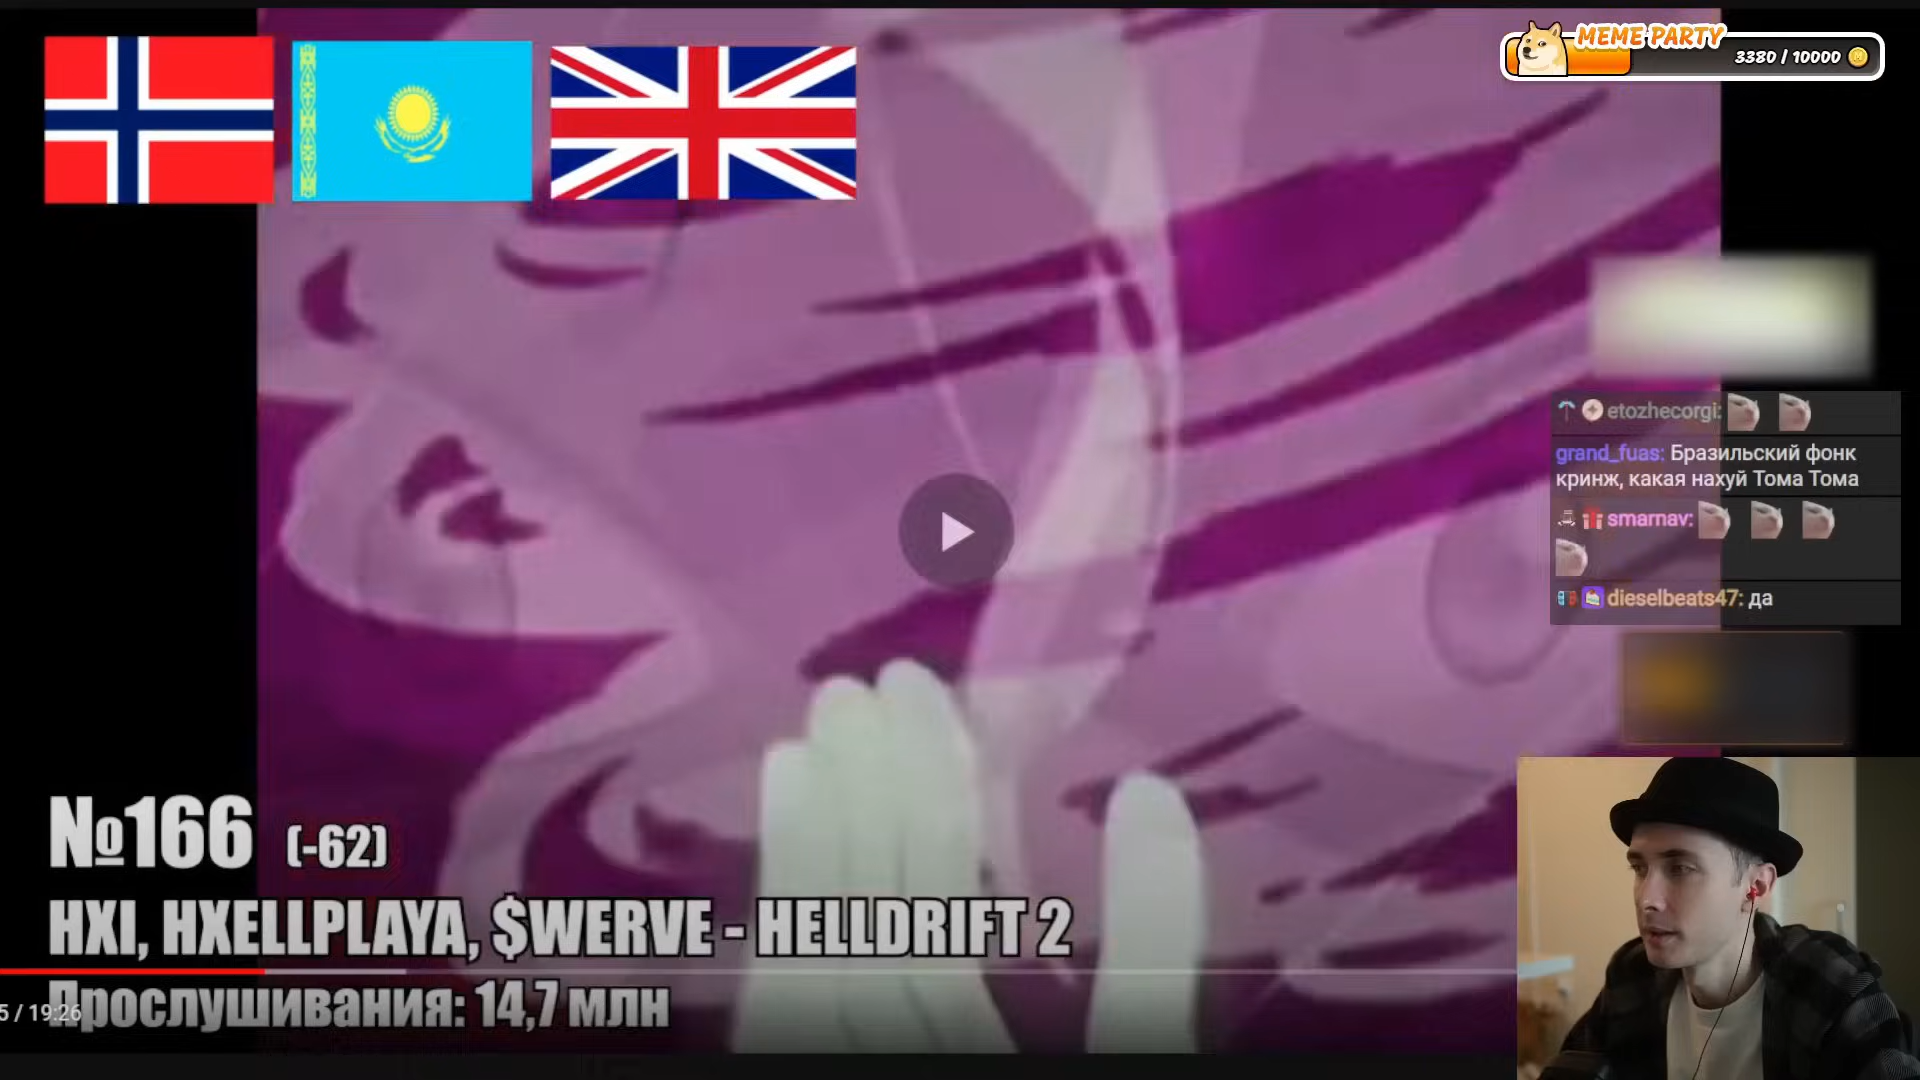 MEME PARTY
3380 / 10000
etozhecorgi:
grand_fuas: Бразильский фонк
кринж, какая нахуй Тома Тома
smarnav:
dieselbeats47: да
№166 (-62)
HXI, HXELLPLAYA, $WERVE - HELLDRIFT 2
Прослушивания: 14,7 млн
5 / 19:26